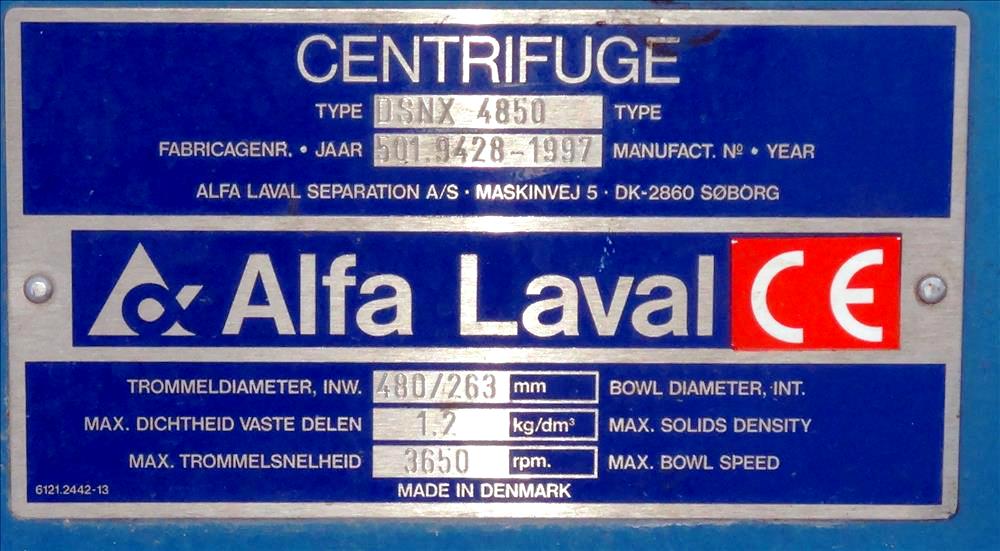 CENTRIFUGE
TYPE DSNX 4850 TYPE
FABRICAGENR. • JAAR 501.9428-1997 MANUFACT. Nº • YEAR
ALFA LAVAL SEPARATION A/S · MASKINVEJ 5 · DK-2860 SØBORG
Alfa Laval CE
TROMMELDIAMETER, INW. 480/263 mm BOWL DIAMETER, INT.
MAX. DICHTHEID VASTE DELEN 1.2 kg/dm³ MAX. SOLIDS DENSITY
MAX. TROMMELSNELHEID 3650 rpm. MAX. BOWL SPEED
6121.2442-13 MADE IN DENMARK